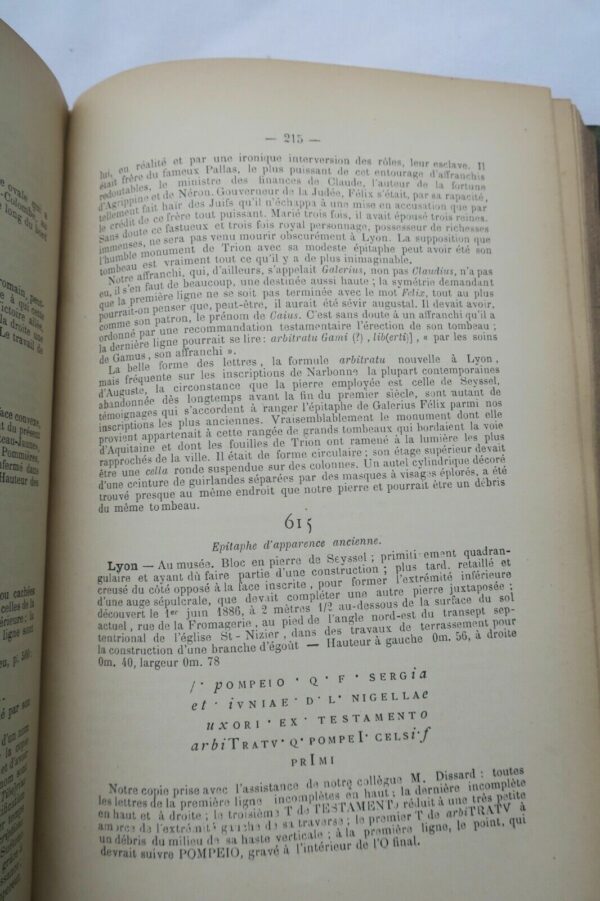 — 215 —
lui, en réalité et par une ironique interversion des rôles, leur esclave. Il
était frère du fameux Pallas, le plus puissant de cet entourage d'affranchis
redoutables, le ministre des finances de Claude, l'auteur de la fortune
d'Agrippine et de Néron. Gouverneur de la Judée, Félix s'était, par sa rapacité,
tellement fait haïr des Juifs qu'il n'échappa à une mise en accusation que par
le crédit de ce frère tout puissant. Marié trois fois, il avait épousé trois reines.
Sans doute ce fastueux et trois fois royal personnage, possesseur de richesses
immenses, ne sera pas venu mourir obscurément à Lyon. La supposition que
l'humble monument de Trion avec sa modeste épitaphe peut avoir été son
tombeau est vraiment tout ce qu'il y a de plus inimaginable.
Notre affranchi, qui, d'ailleurs, s'appelait Galerius, non pas Claudius, n'a pas
eu, il s'en faut de beaucoup, une destinée aussi haute ; la symétrie demandant
que la première ligne ne se soit pas terminée avec le mot Felix, tout au plus
pourrait-on penser que, peut-être, il aurait été sévir augustal. Il devait avoir,
comme son patron, le prénom de Caius. C'est sans doute à un affranchi qu'il a
ordonné par une recommandation testamentaire l'érection de son tombeau ;
la dernière ligne pourrait se lire : arbitratu Gami (?) , lib(erti)] , « par les soins
de Gamus, son affranchi ».
La belle forme des lettres, la formule arbitratu nouvelle à Lyon,
mais fréquente sur les inscriptions de Narbonne la plupart contemporaines
d'Auguste, la circonstance que la pierre employée est celle de Seyssel,
abandonnée dès longtemps avant la fin du premier siècle, sont autant de
témoignages qui s'accordent à ranger l'épitaphe de Galerius Félix parmi nos
inscriptions les plus anciennes. Vraisemblablement le monument dont elle
provient appartenait à cette rangée de grands tombeaux qui bordaient la voie
d'Aquitaine et dont les fouilles de Trion ont ramené à la lumière les plus
rapprochés de la ville. Il était de forme circulaire ; son étage supérieur devait
être une cella ronde suspendue sur des colonnes. Un autel cylindrique décoré
d'une ceinture de guirlandes séparées par des masques à visages éplorés, a été
trouvé presque au même endroit que notre pierre et pourrait être un débris
du même tombeau.
615
Epitaphe d'apparence ancienne.
Lyon — Au musée. Bloc en pierre de Seyssel ; primiti ement quadran-
gulaire et ayant dû faire partie d'une construction ; plus tard, retaillé et
creusé du côté opposé à la face inscrite, pour former l'extrémité inférieure
d'une auge sépulcrale, que devait compléter une autre pierre juxtaposée ;
découvert le 1er juin 1886, à 2 mètres 1/2 au-dessous de la surface du sol
actuel, rue de la Fromagerie, au pied de l'angle nord-est du transept sep-
tentrional de l'église St-Nizier, dans des travaux de terrassement pour
la construction d'une branche d'égoût — Hauteur à gauche 0m. 56, à droite
0m. 40, largeur 0m. 78
/ · POMPEIO · Q · F · SERGia
et · IVNIAE · D · L · NIGELLAe
uxORI · EX · TESTAMENTO
arbiTRATV · Q · POMPEI · CELSi · f
PRIMI
Notre copie prise avec l'assistance de notre collègue M. Dissard : toutes
les lettres de la première ligne incomplètes en haut ; la dernière incomplète
en haut et à droite ; le troisième T de TESTAMENTo réduit à une très petite
amorce de l'extrémité gauche de sa traverse ; le premier T de arbiTRATV à
un débris du milieu de sa haste verticale ; à la première ligne, le point, qui
devrait suivre POMPEIO, gravé à l'intérieur de l'O final.